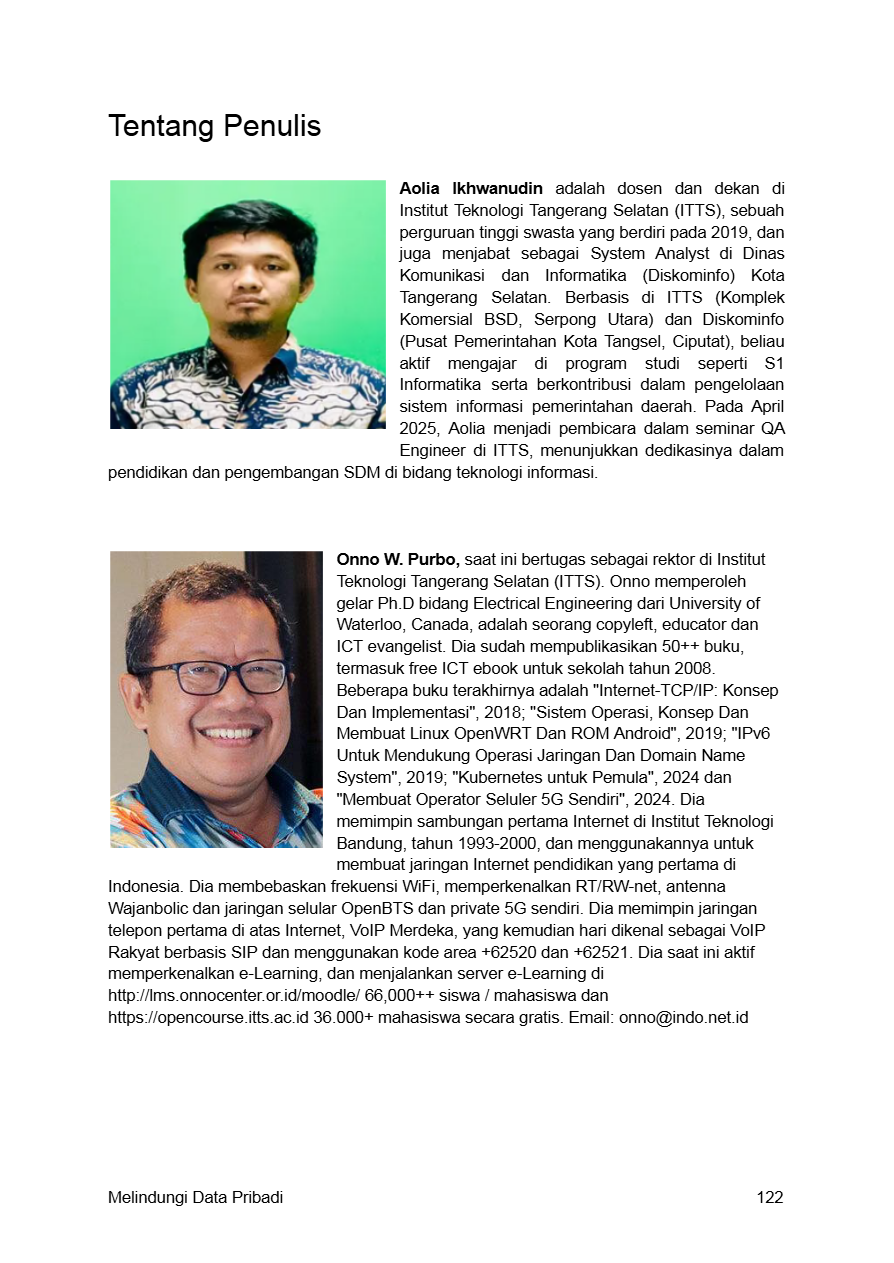 Tentang Penulis
Aolia Ikhwanudin adalah dosen dan dekan di
Institut Teknologi Tangerang Selatan (ITTS), sebuah
perguruan tinggi swasta yang berdiri pada 2019, dan
juga menjabat sebagai System Analyst di Dinas
Komunikasi dan Informatika (Diskominfo) Kota
Tangerang Selatan. Berbasis di ITTS (Komplek
Komersial BSD, Serpong Utara) dan Diskominfo
(Pusat Pemerintahan Kota Tangsel, Ciputat), beliau
aktif mengajar di program studi seperti S1
Informatika serta berkontribusi dalam pengelolaan
sistem informasi pemerintahan daerah. Pada April
2025, Aolia menjadi pembicara dalam seminar QA
Engineer di ITTS, menunjukkan dedikasinya dalam
pendidikan dan pengembangan SDM di bidang teknologi informasi.
Onno W. Purbo, saat ini bertugas sebagai rektor di Institut
Teknologi Tangerang Selatan (ITTS). Onno memperoleh
gelar Ph.D bidang Electrical Engineering dari University of
Waterloo, Canada, adalah seorang copyleft, educator dan
ICT evangelist. Dia sudah mempublikasikan 50++ buku,
termasuk free ICT ebook untuk sekolah tahun 2008.
Beberapa buku terakhirnya adalah "Internet-TCP/IP: Konsep
Dan Implementasi", 2018; "Sistem Operasi, Konsep Dan
Membuat Linux OpenWRT Dan ROM Android", 2019; "IPv6
Untuk Mendukung Operasi Jaringan Dan Domain Name
System", 2019; "Kubernetes untuk Pemula", 2024 dan
"Membuat Operator Seluler 5G Sendiri", 2024. Dia
memimpin sambungan pertama Internet di Institut Teknologi
Bandung, tahun 1993-2000, dan menggunakannya untuk
membuat jaringan Internet pendidikan yang pertama di
Indonesia. Dia membebaskan frekuensi WiFi, memperkenalkan RT/RW-net, antenna
Wajanbolic dan jaringan selular OpenBTS dan private 5G sendiri. Dia memimpin jaringan
telepon pertama di atas Internet, VoIP Merdeka, yang kemudian hari dikenal sebagai VoIP
Rakyat berbasis SIP dan menggunakan kode area +62520 dan +62521. Dia saat ini aktif
memperkenalkan e-Learning, dan menjalankan server e-Learning di
http://lms.onnocenter.or.id/moodle/ 66,000++ siswa / mahasiswa dan
https://opencourse.itts.ac.id 36.000+ mahasiswa secara gratis. Email: onno@indo.net.id
Melindungi Data Pribadi 122